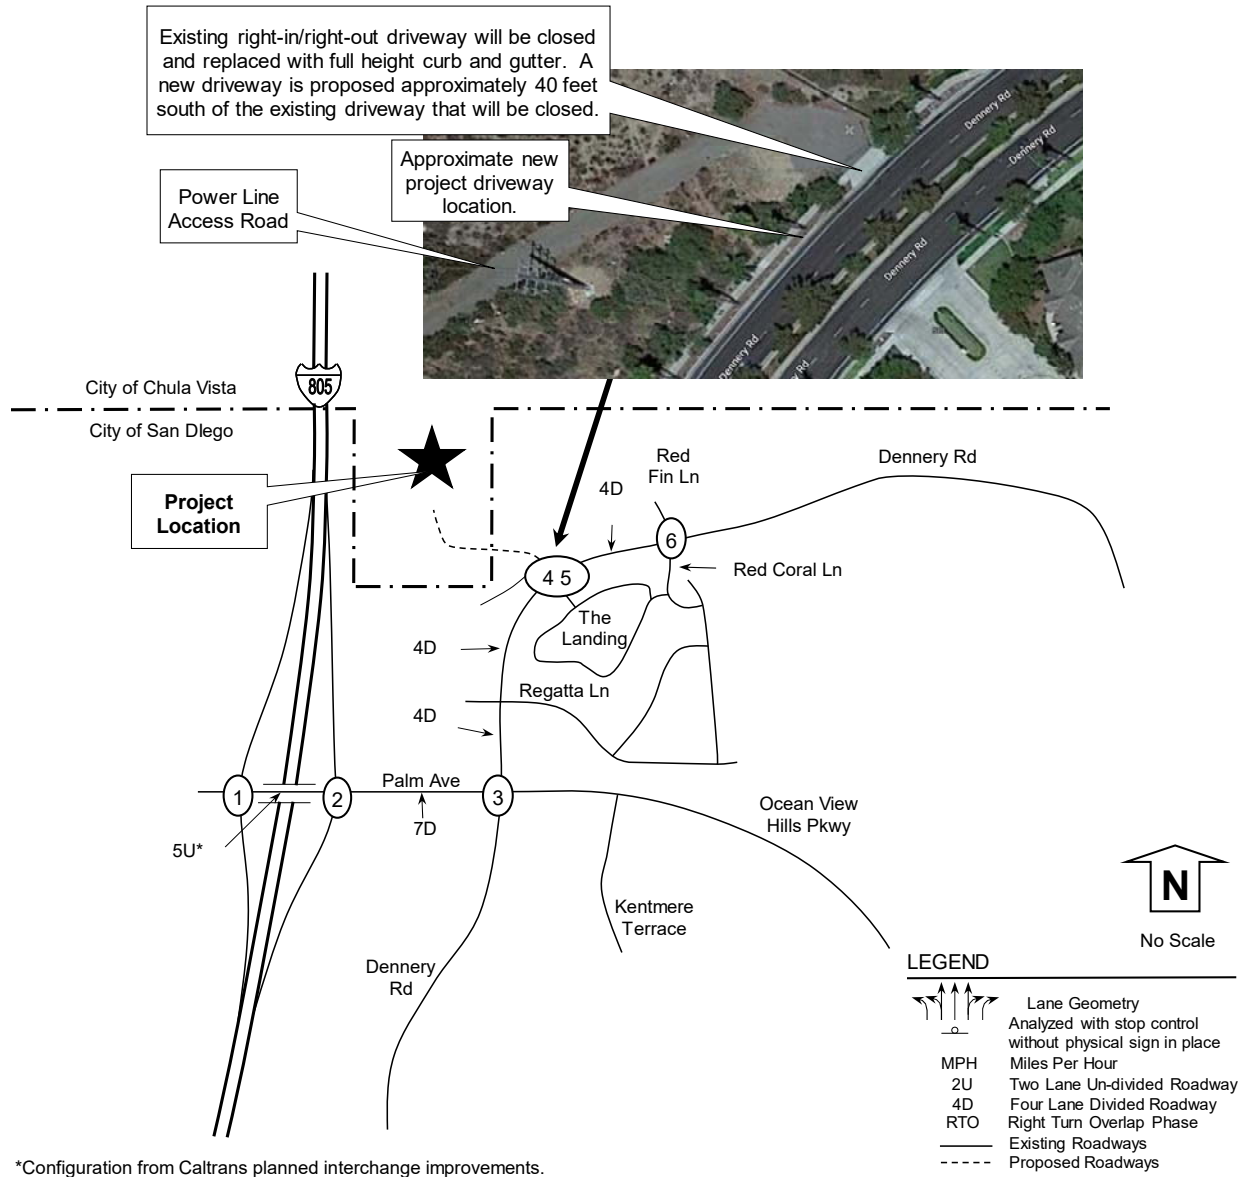 Existing right-in/right-out driveway will be closed
and replaced with full height curb and gutter. A
new driveway is proposed approximately 40 feet
south of the existing driveway that will be closed.
Approximate new
project driveway
location.
Power Line
Access Road
Dennery Rd
Dennery Rd
Dennery Rd
Dennery Rd
Rd
805
City of Chula Vista
City of San DIego
Project
Location
Red
Fin Ln
Dennery Rd
4D
6
Red Coral Ln
4 5
The
Landing
4D
Regatta Ln
4D
Palm Ave
1
2
3
7D
5U*
Ocean View
Hills Pkwy
Kentmere
Terrace
Dennery
Rd
N
No Scale
LEGEND
Lane Geometry
Analyzed with stop control
without physical sign in place
MPH Miles Per Hour
2U Two Lane Un-divided Roadway
4D Four Lane Divided Roadway
RTO Right Turn Overlap Phase
Existing Roadways
Proposed Roadways
*Configuration from Caltrans planned interchange improvements.